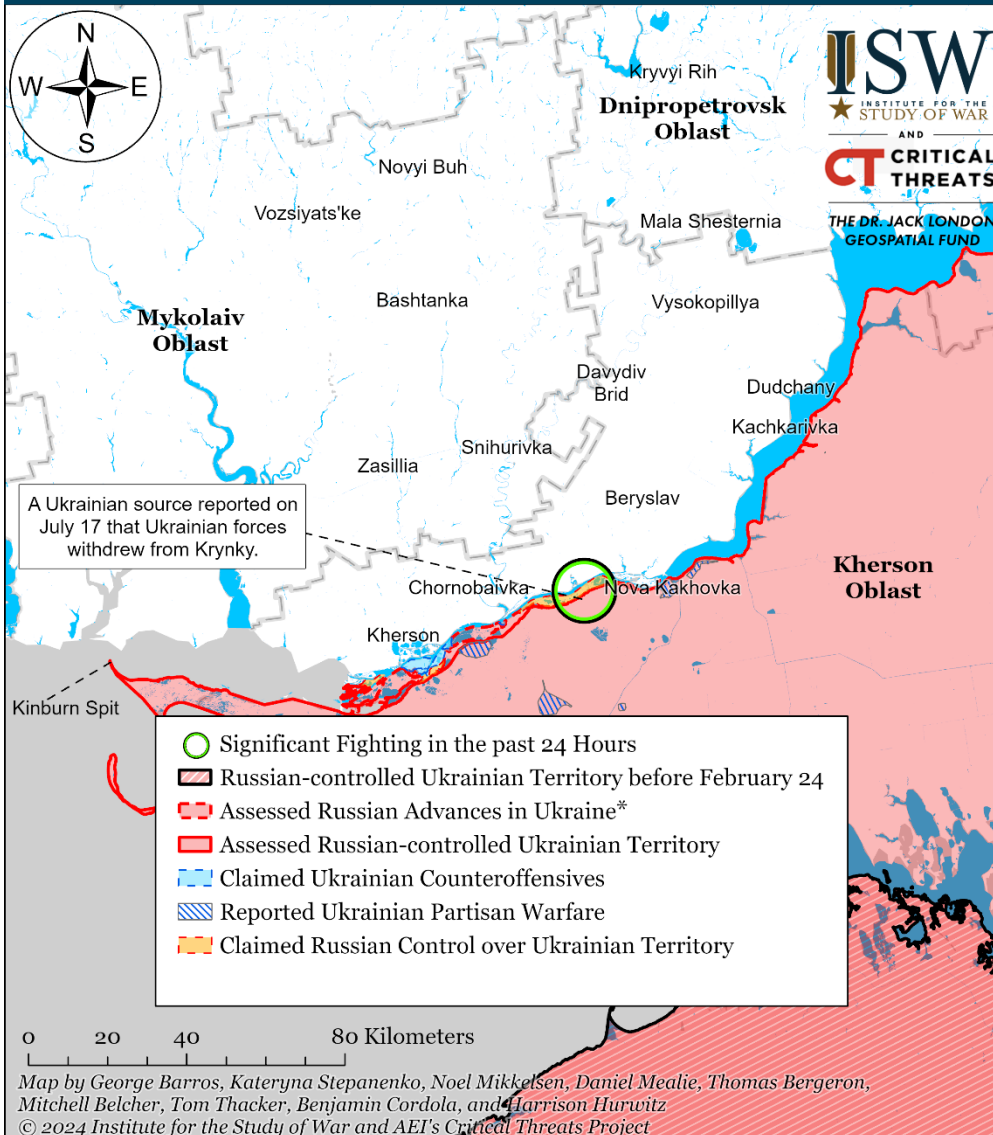 N
W
E
S
ISW
INSTITUTE FOR THE
STUDY OF WAR
AND
CT CRITICAL
THREATS
THE DR. JACK LONDON
GEOSPATIAL FUND
Kryvyi Rih
Dnipropetrovsk
Oblast
Novyi Buh
Vozsiyats'ke
Mala Shesternia
Bashtanka
Vysokopillya
Mykolaiv
Oblast
Davydiv
Brid
Dudchany
Kachkarivka
Snihurivka
Zasillia
Beryslav
A Ukrainian source reported on
July 17 that Ukrainian forces
withdrew from Krynky.
Kherson
Oblast
Chornobaivka
Nova Kakhovka
Kherson
Kinburn Spit
Significant Fighting in the past 24 Hours
Russian-controlled Ukrainian Territory before February 24
Assessed Russian Advances in Ukraine*
Assessed Russian-controlled Ukrainian Territory
Claimed Ukrainian Counteroffensives
Reported Ukrainian Partisan Warfare
Claimed Russian Control over Ukrainian Territory
0 20 40 80 Kilometers
Map by George Barros, Kateryna Stepanenko, Noel Mikkelsen, Daniel Mealie, Thomas Bergeron,
Mitchell Belcher, Tom Thacker, Benjamin Cordola, and Harrison Hurwitz
© 2024 Institute for the Study of War and AEI's Critical Threats Project